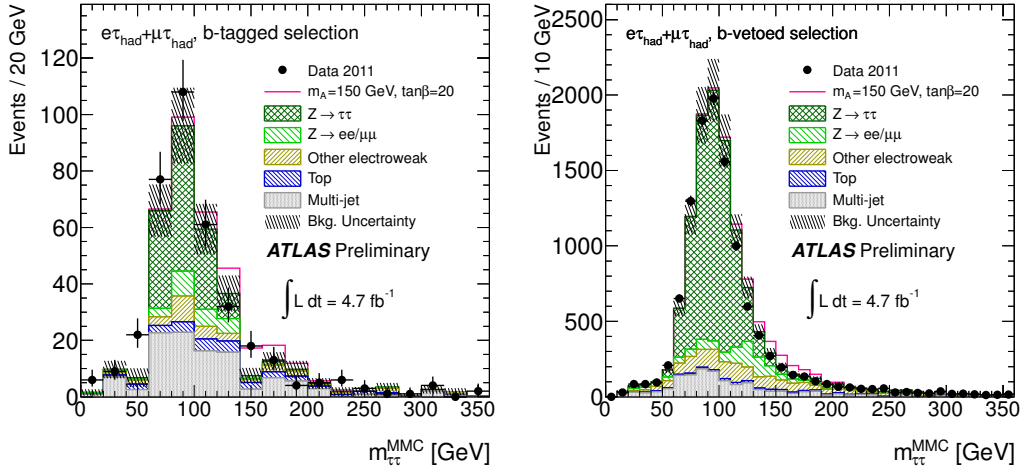 eτhad+μτhad, b-tagged selection
Events / 20 GeV
120
100
80
60
40
20
0
Data 2011
mA=150 GeV, tanβ=20
Z → ττ
Z → ee/μμ
Other electroweak
Top
Multi-jet
Bkg. Uncertainty
ATLAS Preliminary
∫ L dt = 4.7 fb-1
0 50 100 150 200 250 300 350
mττMMC [GeV]
eτhad+μτhad, b-vetoed selection
Events / 10 GeV
2500
2000
1500
1000
500
0
Data 2011
mA=150 GeV, tanβ=20
Z → ττ
Z → ee/μμ
Other electroweak
Top
Multi-jet
Bkg. Uncertainty
ATLAS Preliminary
∫ L dt = 4.7 fb-1
0 50 100 150 200 250 300 350
mττMMC [GeV]